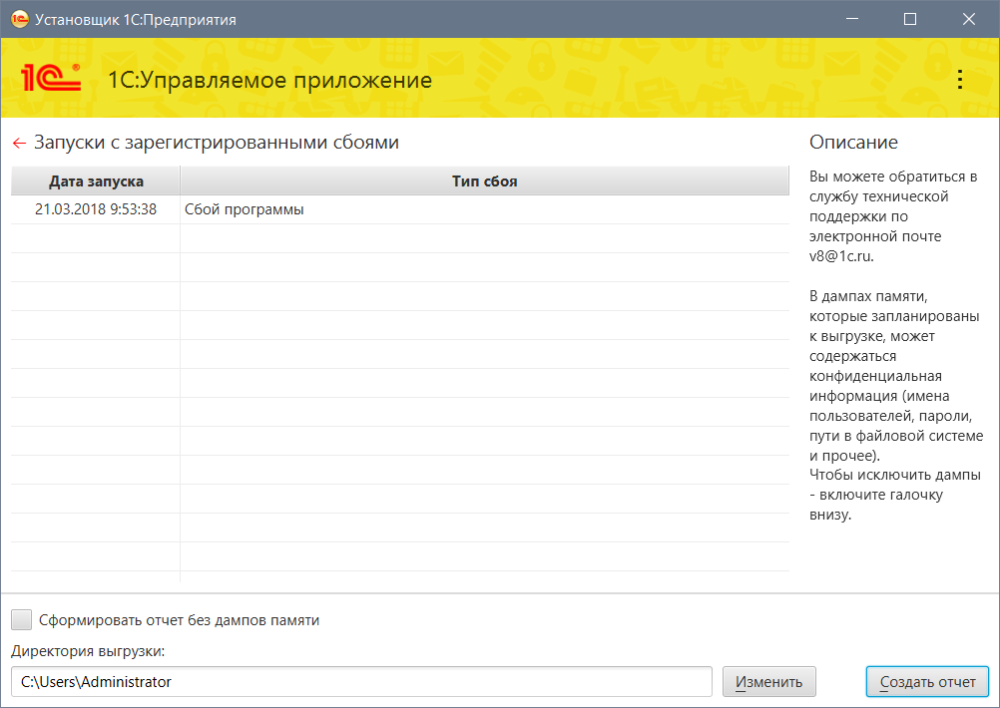 Установщик 1С:Предприятия
1С®
1С:Управляемое приложение
← Запуски с зарегистрированными сбоями
Дата запуска Тип сбоя
21.03.2018 9:53:38 Сбой программы
Описание
Вы можете обратиться в
службу технической
поддержки по
электронной почте
v8@1c.ru.
В дампах памяти,
которые запланированы
к выгрузке, может
содержаться
конфиденциальная
информация (имена
пользователей, пароли,
пути в файловой системе
и прочее).
Чтобы исключить дампы
- включите галочку
внизу.
Сформировать отчет без дампов памяти
Директория выгрузки:
C:\Users\Administrator Изменить Создать отчет